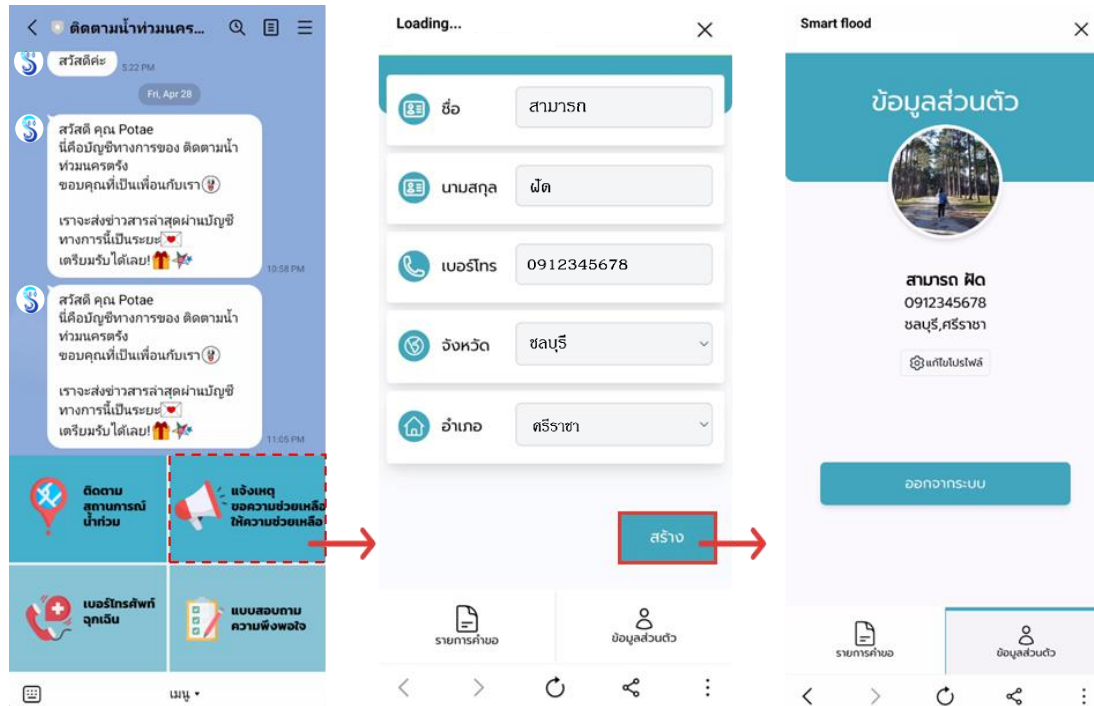 ติดตามน้ำท่วมนคร...
สวัสดีค่ะ
5:22 PM
Fri, Apr 28
สวัสดี คุณ Potae
นี่คือบัญชีทางการของ ติดตามน้ำ
ท่วมนครตรัง
ขอบคุณที่เป็นเพื่อนกับเรา
เราจะส่งข่าวสารล่าสุดผ่านบัญชี
ทางการนี้เป็นระยะ
เตรียมรับได้เลย!
10:58 PM
สวัสดี คุณ Potae
นี่คือบัญชีทางการของ ติดตามน้ำ
ท่วมนครตรัง
ขอบคุณที่เป็นเพื่อนกับเรา
เราจะส่งข่าวสารล่าสุดผ่านบัญชี
ทางการนี้เป็นระยะ
เตรียมรับได้เลย!
11:05 PM
ติดตาม
สถานการณ์
น้ำท่วม
แจ้งเหตุ
ขอความช่วยเหลือ
ให้ความช่วยเหลือ
เบอร์โทรศัพท์
ฉุกเฉิน
แบบสอบถาม
ความพึงพอใจ
เมนู
Loading...
ชื่อ สามารถ
นามสกุล ฝัด
เบอร์โทร 0912345678
จังหวัด ชลบุรี
อำเภอ ศรีราชา
สร้าง
รายการคำขอ
ข้อมูลส่วนตัว
Smart flood
ข้อมูลส่วนตัว
สามารถ ฝัด
0912345678
ชลบุรี,ศรีราชา
แก้ไขโปรไฟล์
ออกจากระบบ
รายการคำขอ
ข้อมูลส่วนตัว